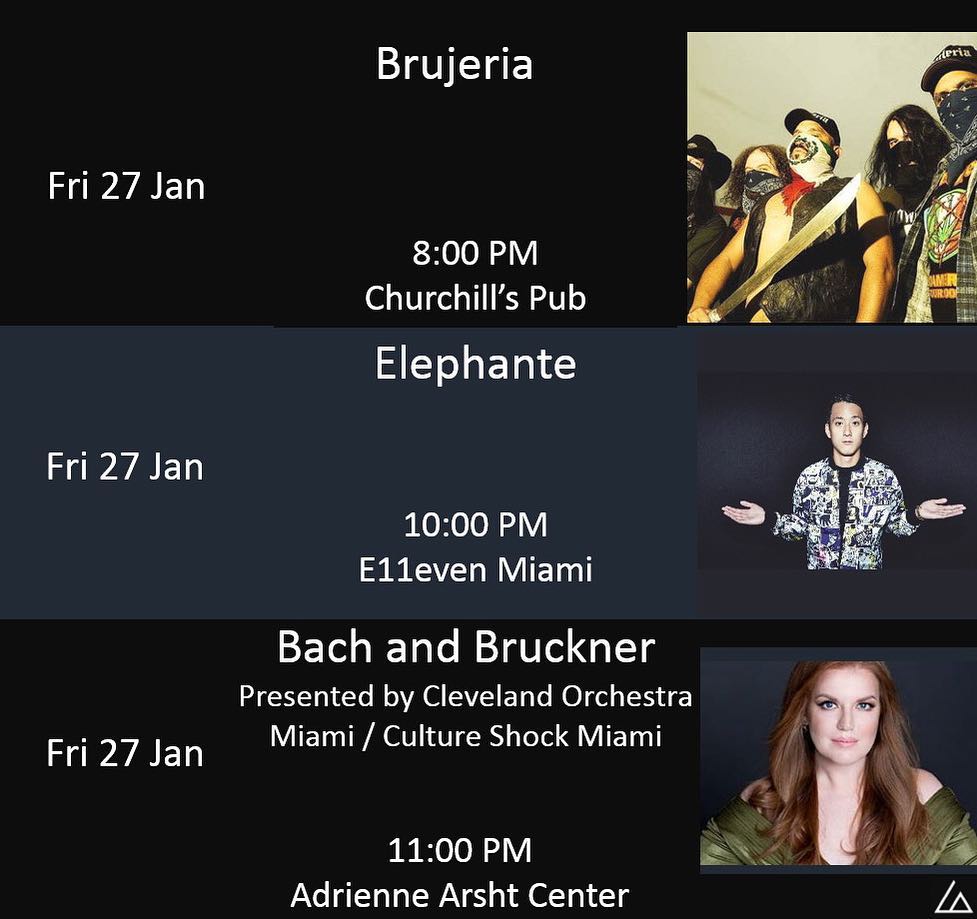 Brujeria
Fri 27 Jan
8:00 PM
Churchill's Pub
Elephante
Fri 27 Jan
10:00 PM
E11even Miami
Bach and Bruckner
Presented by Cleveland Orchestra
Miami / Culture Shock Miami
Fri 27 Jan
11:00 PM
Adrienne Arsht Center